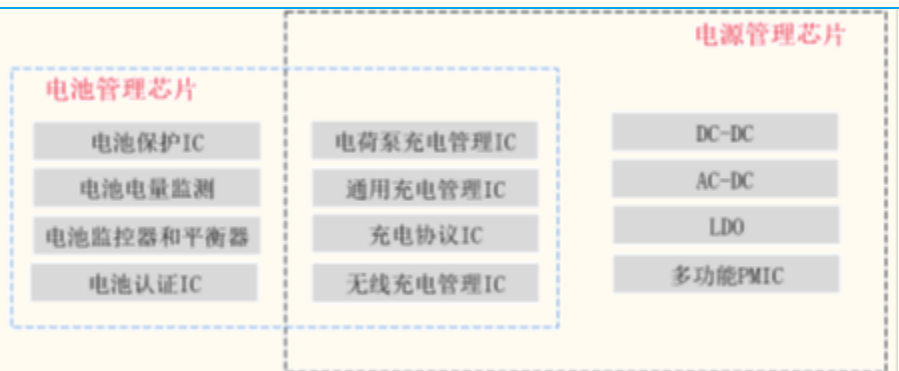 电源管理芯片
电池管理芯片
电池保护IC
电池电量监测
电池监控器和平衡器
电池认证IC
电荷泵充电管理IC
通用充电管理IC
充电协议IC
无线充电管理IC
DC-DC
AC-DC
LDO
多功能PMIC